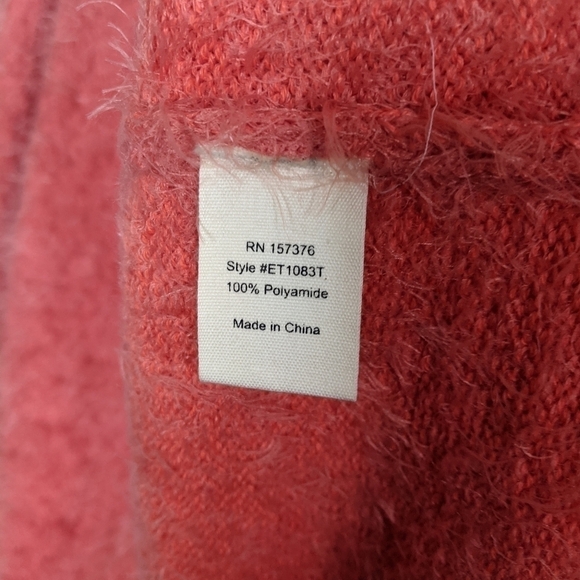 RN 157376
Style #ET1083T
100% Polyamide
Made in China